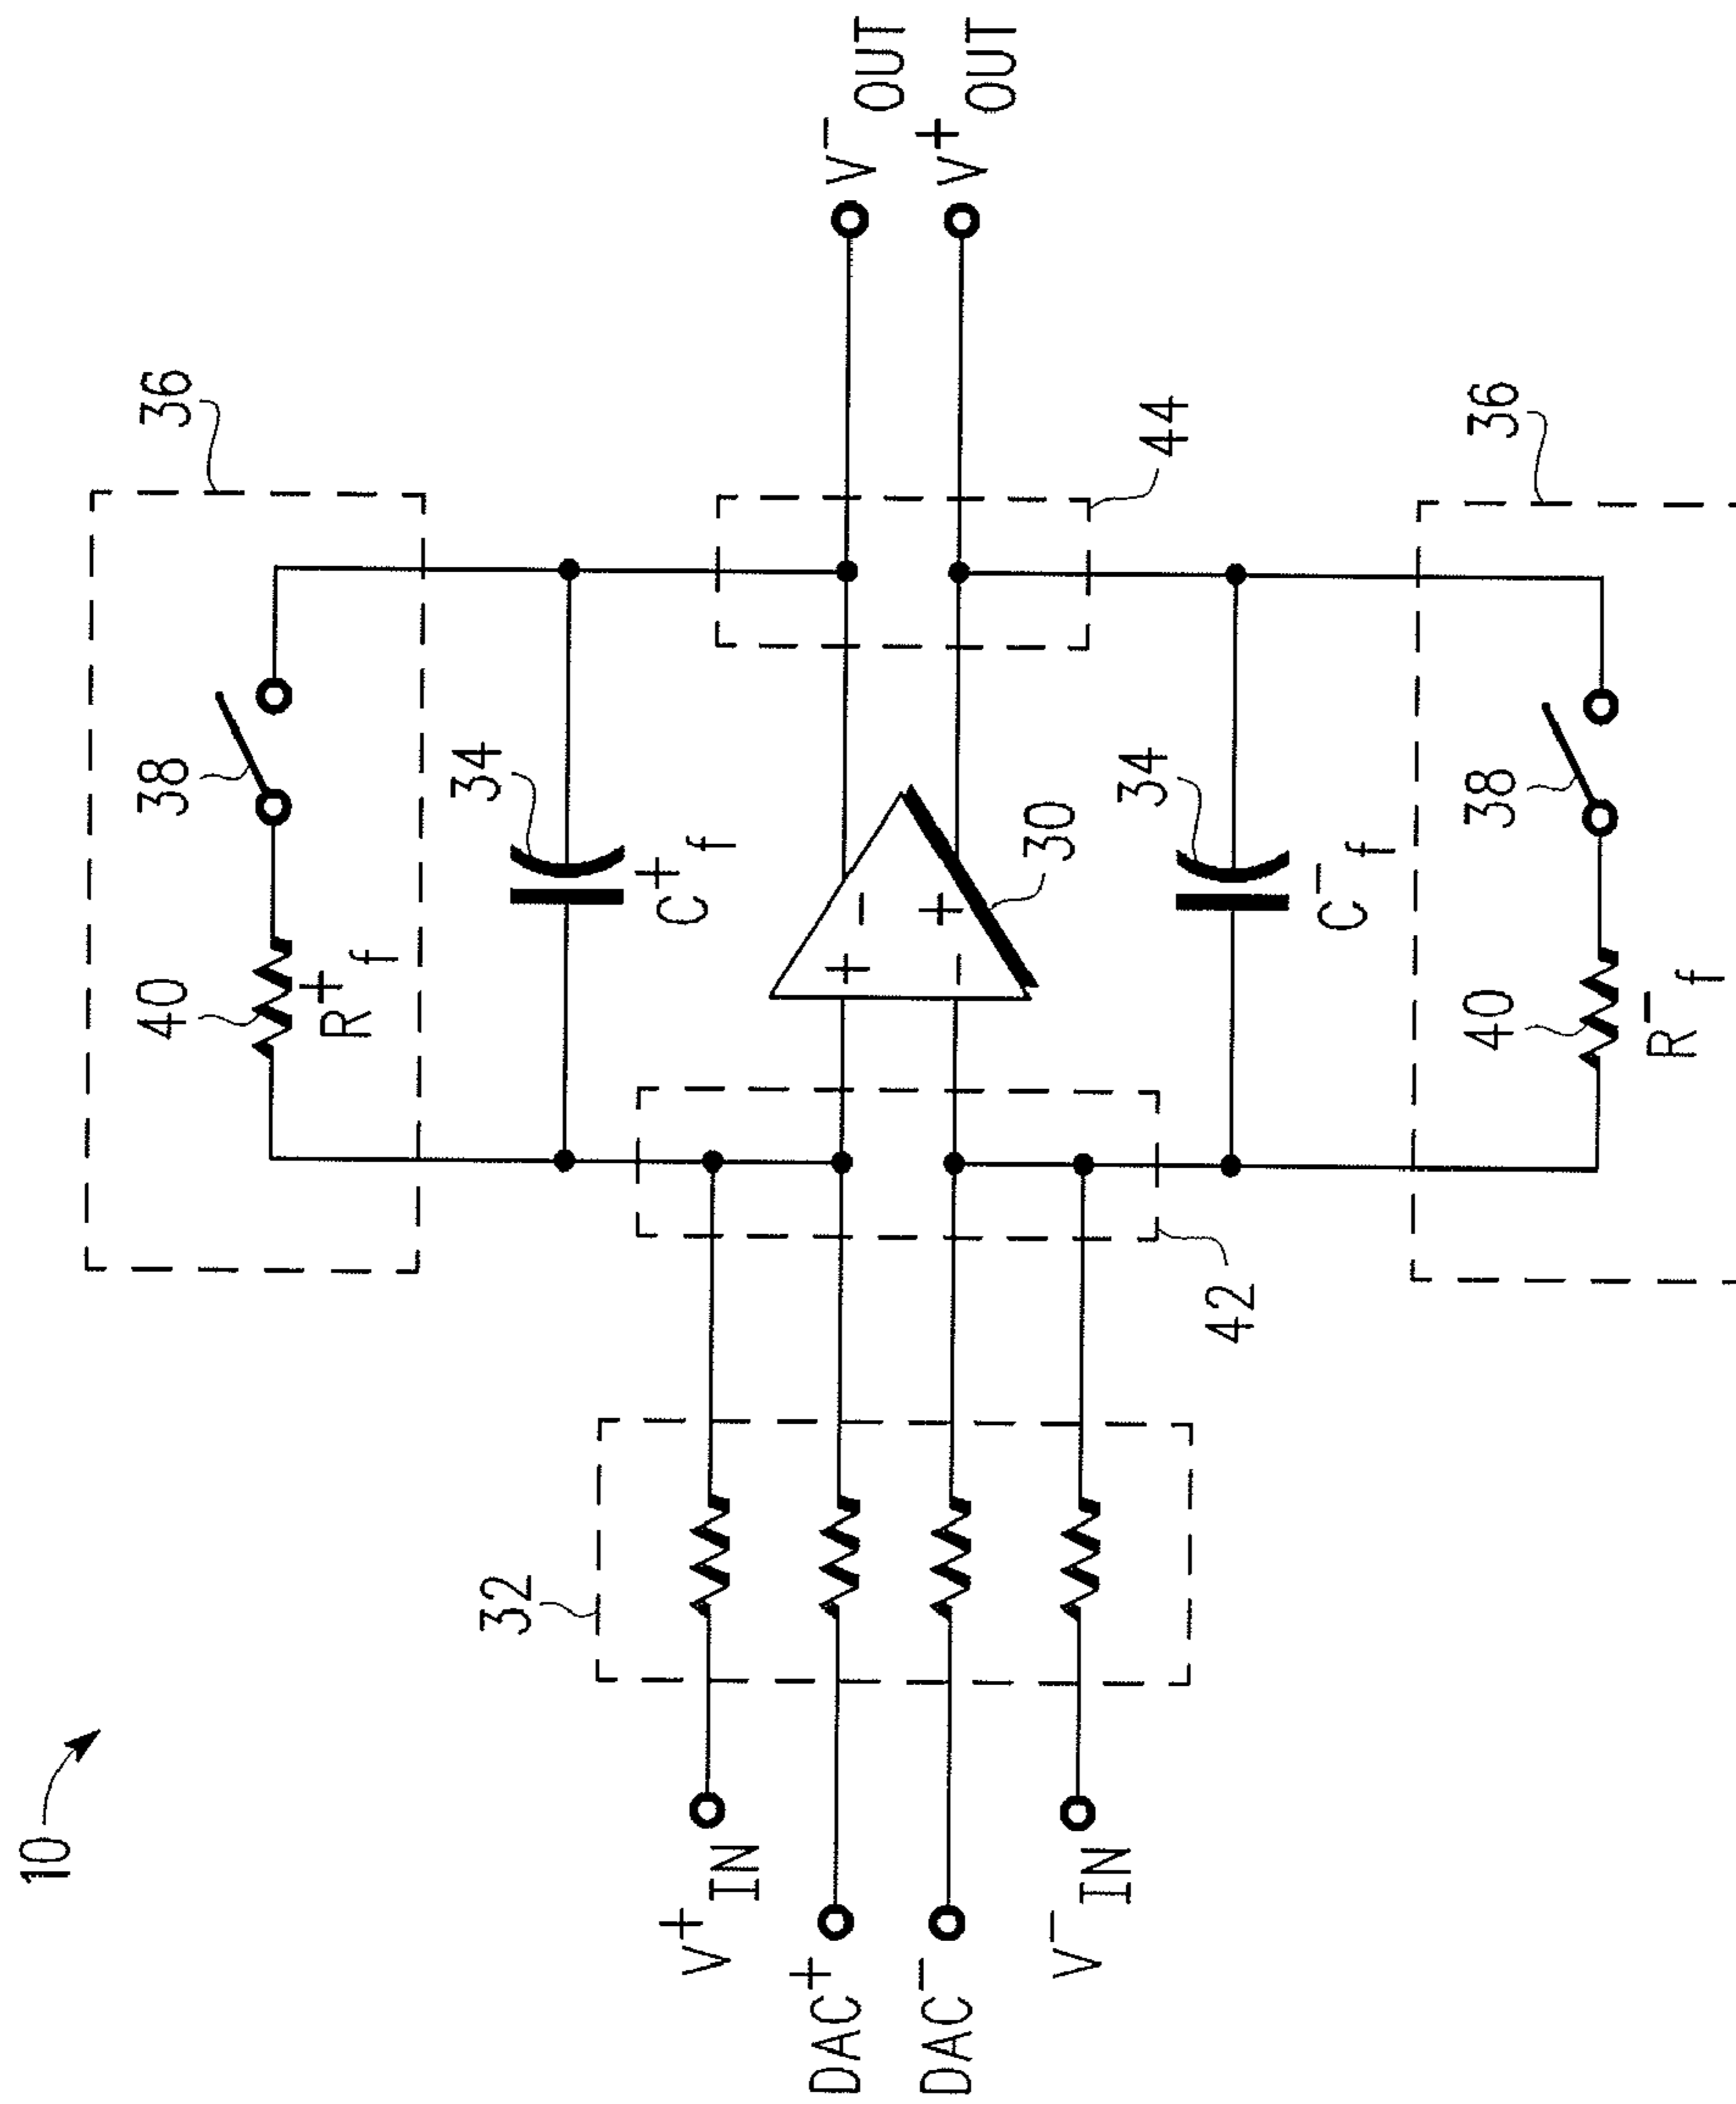 10
36
38
40
R+f
34
C+f
32
V+IN
DAC+
DAC-
V-IN
42
+ -
- +
30
44
V-OUT
V+OUT
34
C-f
36
38
40
R-f